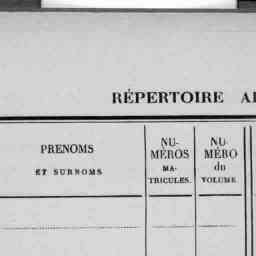 RÉPERTOIRE
PRENOMS
ET SURNOMS
NU-
MÉROS
MA-
TRICULES.
NU-
MÉRO
du
VOLUME